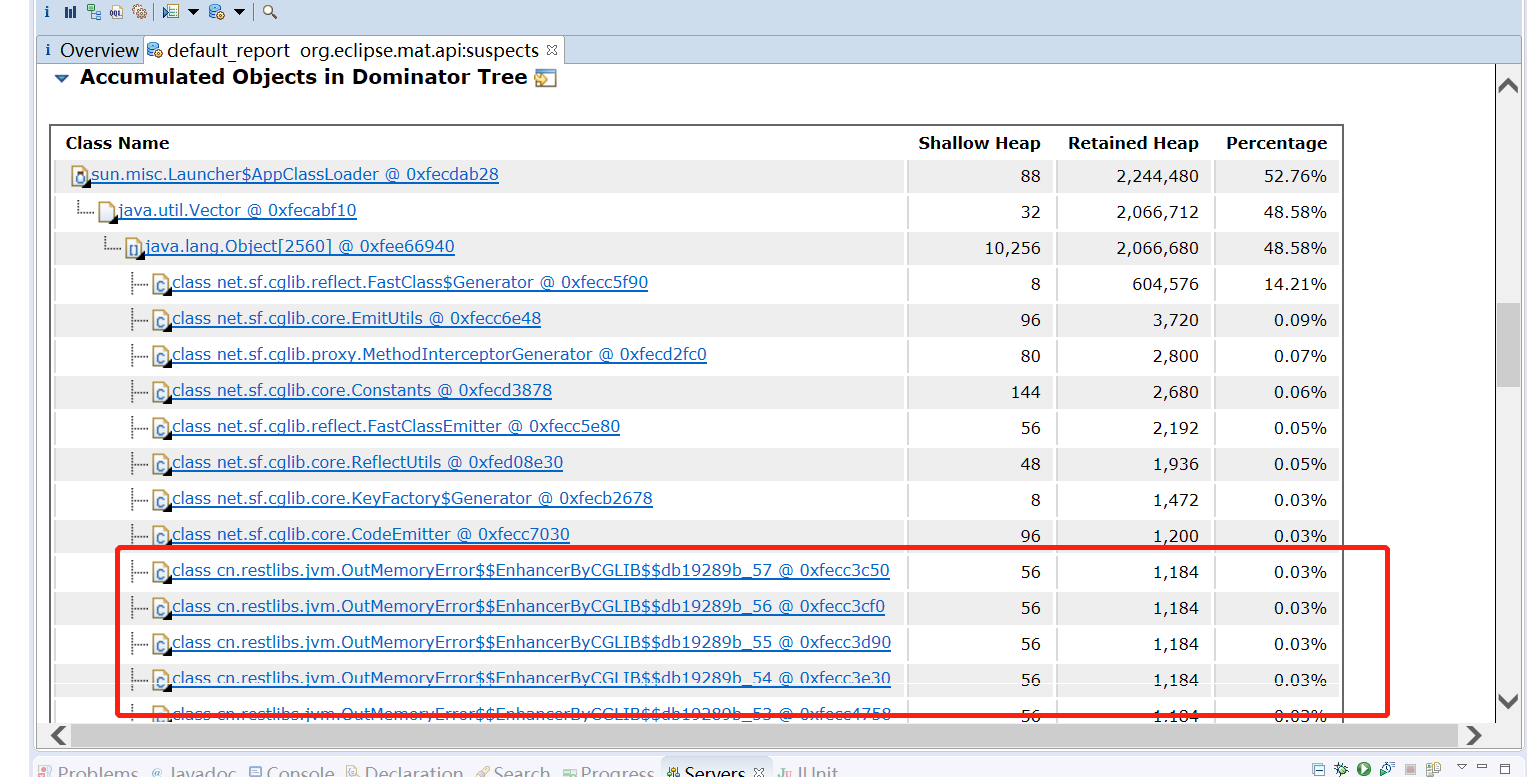 Overview default_report org.eclipse.mat.api:suspects
Accumulated Objects in Dominator Tree
Class Name Shallow Heap Retained Heap Percentage
sun.misc.Launcher$AppClassLoader @ 0xfecdab28 88 2,244,480 52.76%
java.util.Vector @ 0xfecabf10 32 2,066,712 48.58%
java.lang.Object[2560] @ 0xfee66940 10,256 2,066,680 48.58%
class net.sf.cglib.reflect.FastClass$Generator @ 0xfecc5f90 8 604,576 14.21%
class net.sf.cglib.core.EmitUtils @ 0xfecc6e48 96 3,720 0.09%
class net.sf.cglib.proxy.MethodInterceptorGenerator @ 0xfecd2fc0 80 2,800 0.07%
class net.sf.cglib.core.Constants @ 0xfecd3878 144 2,680 0.06%
class net.sf.cglib.reflect.FastClassEmitter @ 0xfecc5e80 56 2,192 0.05%
class net.sf.cglib.core.ReflectUtils @ 0xfed08e30 48 1,936 0.05%
class net.sf.cglib.core.KeyFactory$Generator @ 0xfecb2678 8 1,472 0.03%
class net.sf.cglib.core.CodeEmitter @ 0xfecc7030 96 1,200 0.03%
class cn.restlibs.jvm.OutMemoryError$$EnhancerByCGLIB$$db19289b_57 @ 0xfecc3c50 56 1,184 0.03%
class cn.restlibs.jvm.OutMemoryError$$EnhancerByCGLIB$$db19289b_56 @ 0xfecc3cf0 56 1,184 0.03%
class cn.restlibs.jvm.OutMemoryError$$EnhancerByCGLIB$$db19289b_55 @ 0xfecc3d90 56 1,184 0.03%
class cn.restlibs.jvm.OutMemoryError$$EnhancerByCGLIB$$db19289b_54 @ 0xfecc3e30 56 1,184 0.03%
class cn.restlibs.jvm.OutMemoryError$$EnhancerByCGLIB$$db19289b_53 @ 0xfecc4758 56 1,184 0.03%
Problems Javadoc Console Declaration Search Progress Servers JUnit